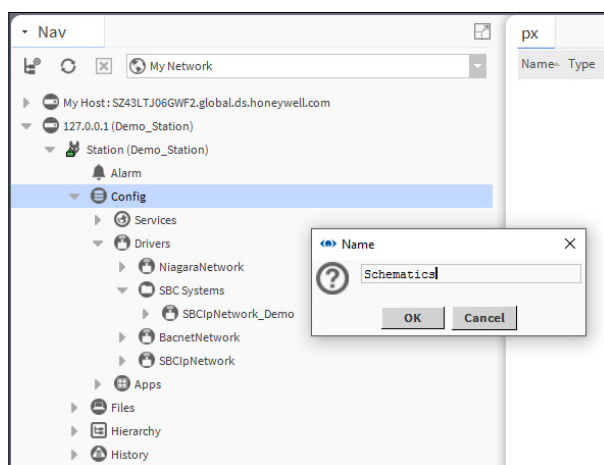 Nav
px
My Network
Name Type
My Host : SZ43LTJ06GWF2.global.ds.honeywell.com
127.0.0.1 (Demo_Station)
Station (Demo_Station)
Alarm
Config
Services
Drivers
NiagaraNetwork
SBC Systems
SBCIpNetwork_Demo
BacnetNetwork
SBCIpNetwork
Apps
Files
Hierarchy
History
Name
Schematics
OK Cancel